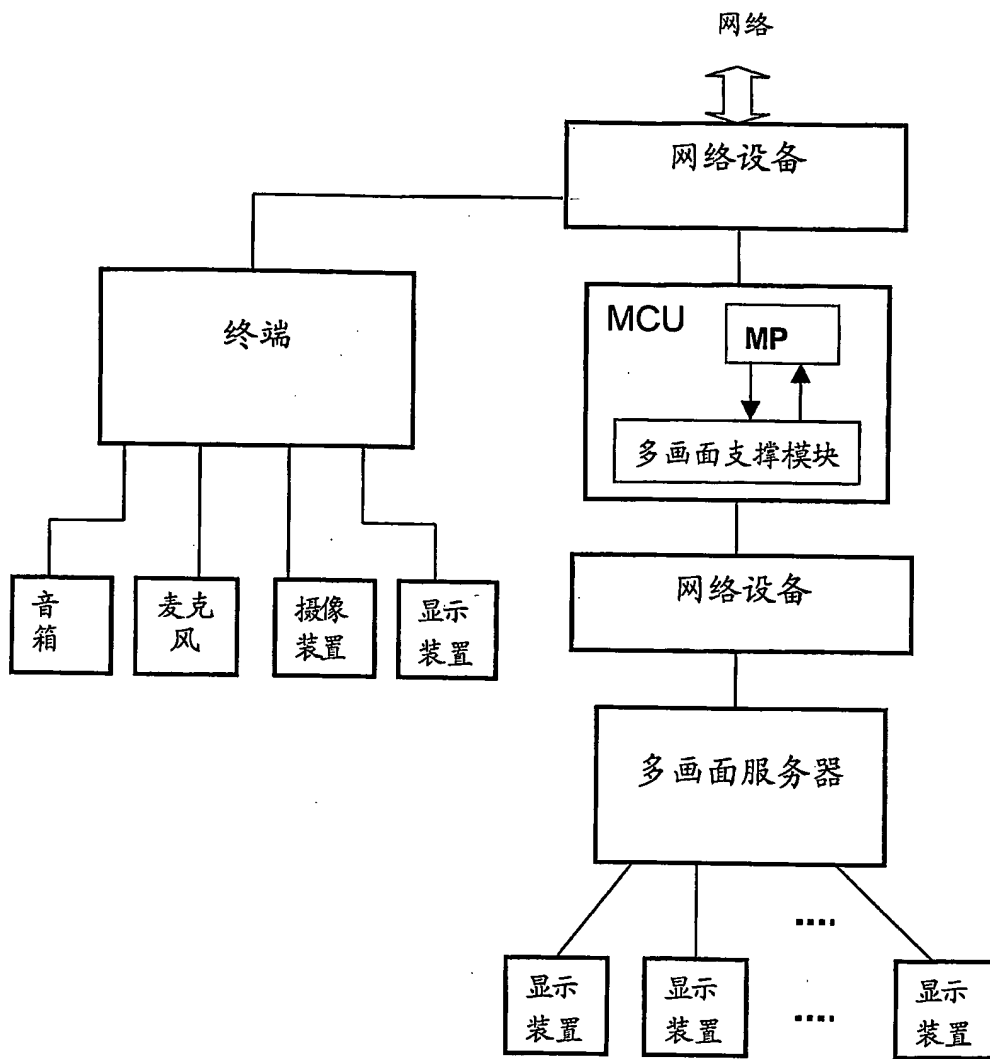 网络
网络设备
终端
MCU
MP
多画面支撑模块
网络设备
音
箱
麦克
风
摄像
装置
显示
装置
多画面服务器
显示
装置
显示
装置
显示
装置